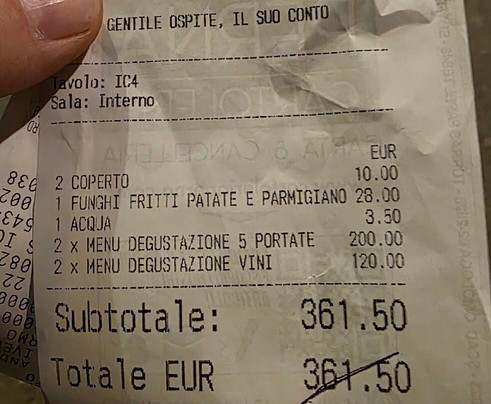 GENTILE OSPITE, IL SUO CONTO
Tavolo: IC4
Sala: Interno
EUR
2 COPERTO 10.00
1 FUNGHI FRITTI PATATE E PARMIGIANO 28.00
1 ACQUA 3.50
2 x MENU DEGUSTAZIONE 5 PORTATE 200.00
2 x MENU DEGUSTAZIONE VINI 120.00
Subtotale: 361.50
Totale EUR 361.50